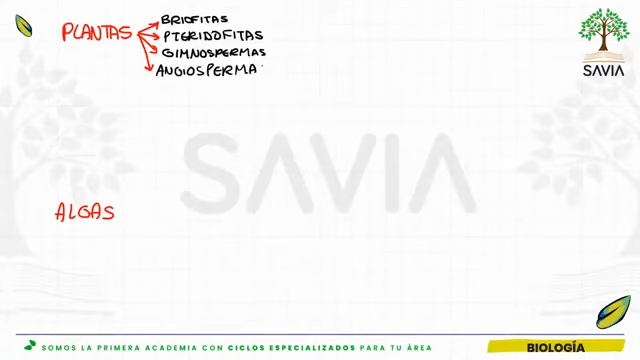 BRIOFITAS
PLANTAS
PTERIDOFITAS
GIMNOSPERMAS
ANGIOSPERMA
SAVIA
SAVIA
ALGAS
SOMOS LA PRIMERA ACADEMIA CON CICLOS ESPECIALIZADOS PARA TU ÁREA
BIOLOGÍA